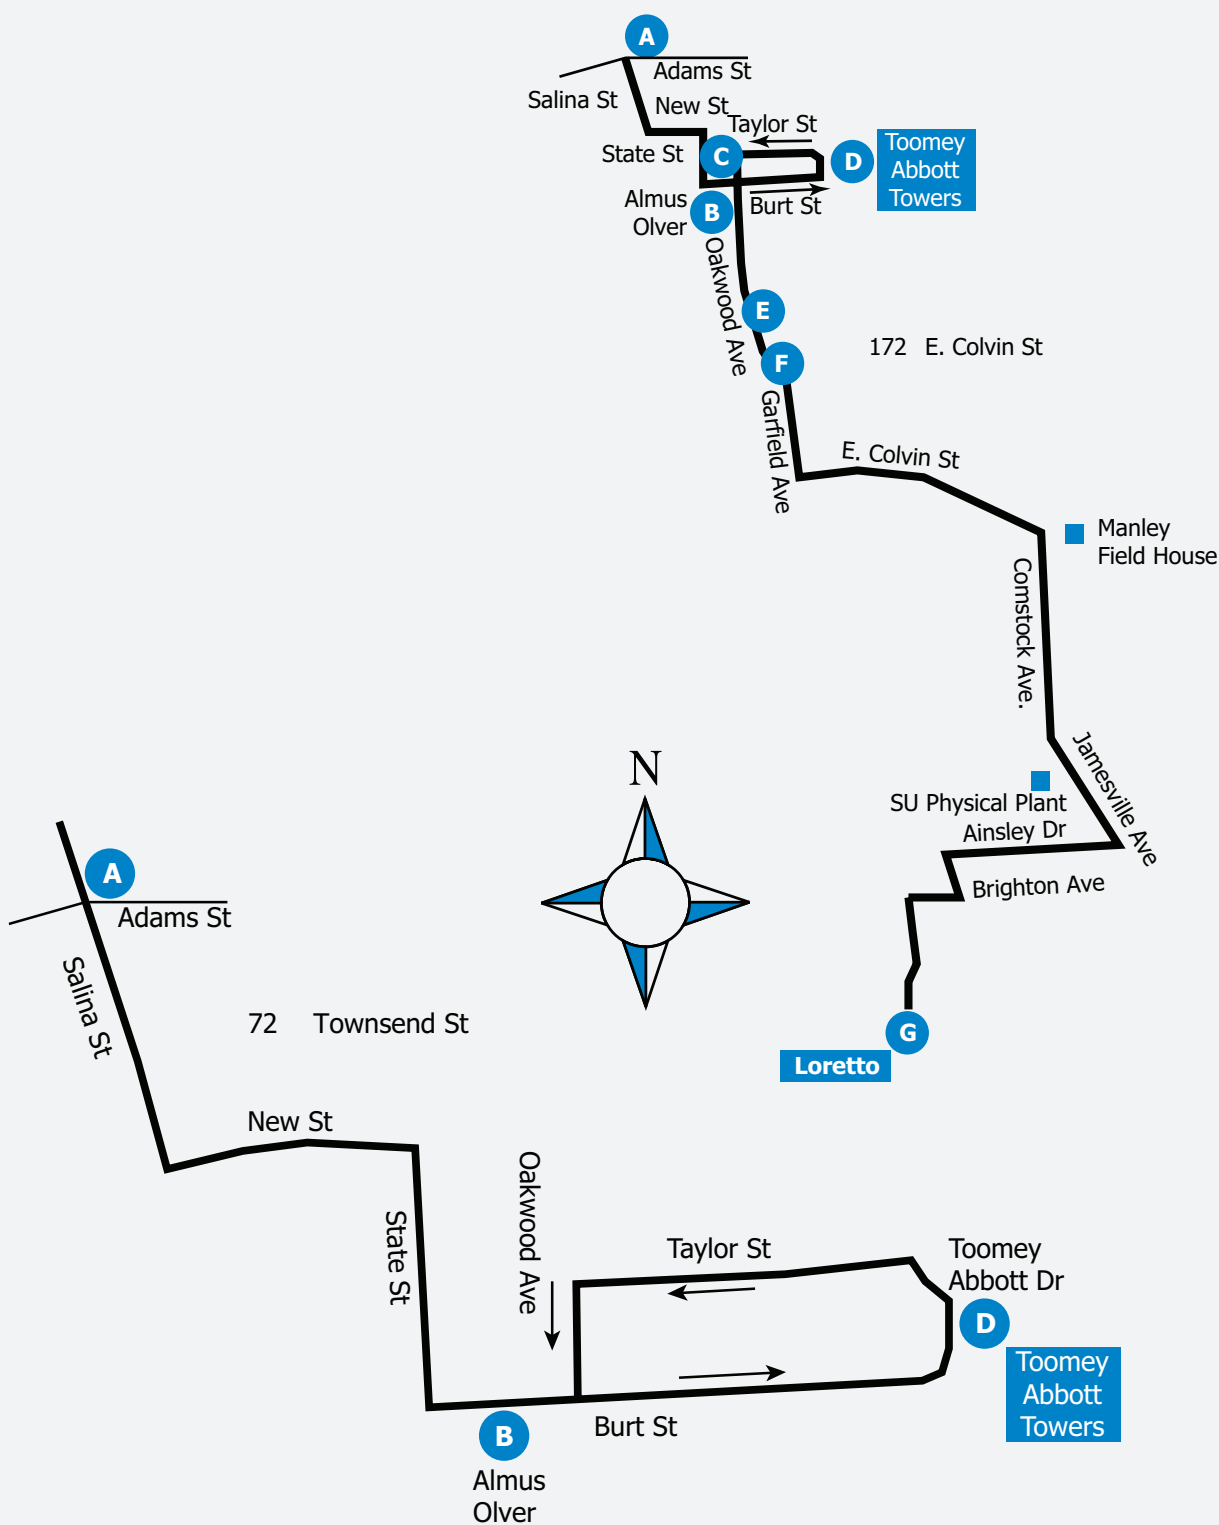 A
Adams St
Salina St
New St
Taylor St
State St
C
D
Toomey
Abbott
Towers
Almus
Olver
B
Burt St
Oakwood Ave
E
172 E. Colvin St
F
Garfield Ave
E. Colvin St
Manley
Field House
Comstock Ave.
Jamesville Ave
N
SU Physical Plant
Ainsley Dr
Brighton Ave
A
Adams St
Salina St
72 Townsend St
G
Loretto
New St
Oakwood Ave
State St
Taylor St
Toomey
Abbott Dr
D
Toomey
Abbott
Towers
B
Burt St
Almus
Olver